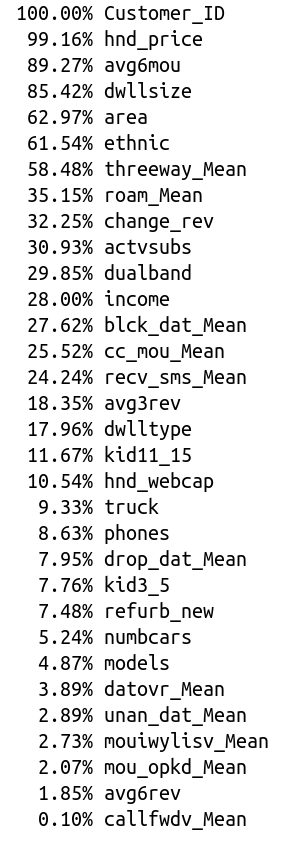 100.00% Customer_ID
99.16% hnd_price
89.27% avg6mou
85.42% dwllsize
62.97% area
61.54% ethnic
58.48% threeway_Mean
35.15% roam_Mean
32.25% change_rev
30.93% actvsubs
29.85% dualband
28.00% income
27.62% blck_dat_Mean
25.52% cc_mou_Mean
24.24% recv_sms_Mean
18.35% avg3rev
17.96% dwlltype
11.67% kid11_15
10.54% hnd_webcap
9.33% truck
8.63% phones
7.95% drop_dat_Mean
7.76% kid3_5
7.48% refurb_new
5.24% numbcars
4.87% models
3.89% datovr_Mean
2.89% unan_dat_Mean
2.73% mouiwylisv_Mean
2.07% mou_opkd_Mean
1.85% avg6rev
0.10% callfwdv_Mean